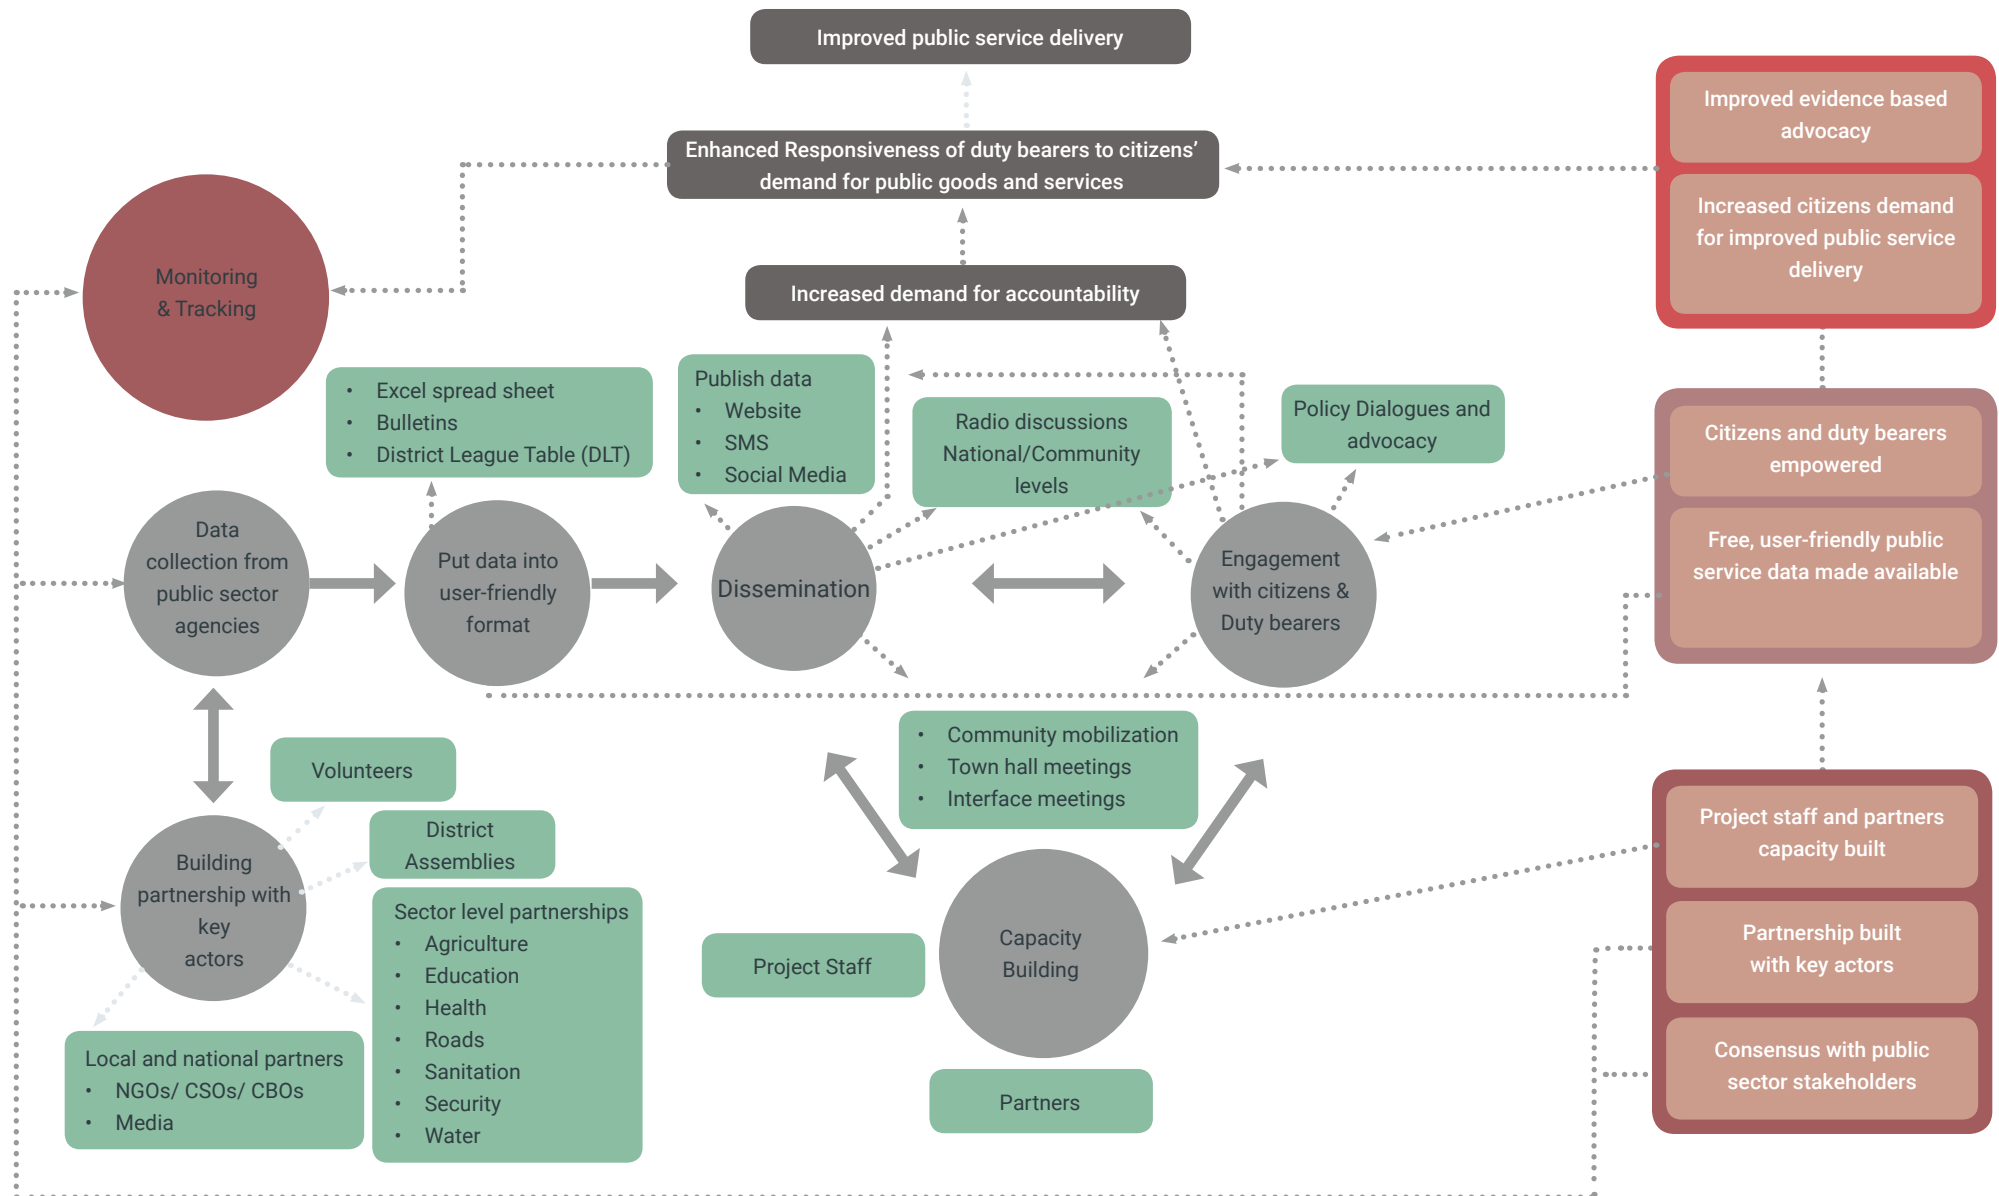 Improved public service delivery
Enhanced Responsiveness of duty bearers to citizens’
demand for public goods and services
Increased demand for accountability
Improved evidence based
advocacy
Increased citizens demand
for improved public service
delivery
Monitoring
& Tracking
• Excel spread sheet
• Bulletins
• District League Table (DLT)
Publish data
• Website
• SMS
• Social Media
Radio discussions
National/Community
levels
Policy Dialogues and
advocacy
Citizens and duty bearers
empowered
Free, user-friendly public
service data made available
Data
collection from
public sector
agencies
Put data into
user-friendly
format
Dissemination
Engagement
with citizens &
Duty bearers
• Community mobilization
• Town hall meetings
• Interface meetings
Volunteers
District
Assemblies
Building
partnership with
key
actors
Sector level partnerships
• Agriculture
• Education
• Health
• Roads
• Sanitation
• Security
• Water
Local and national partners
• NGOs/ CSOs/ CBOs
• Media
Project Staff
Capacity
Building
Partners
Project staff and partners
capacity built
Partnership built
with key actors
Consensus with public
sector stakeholders